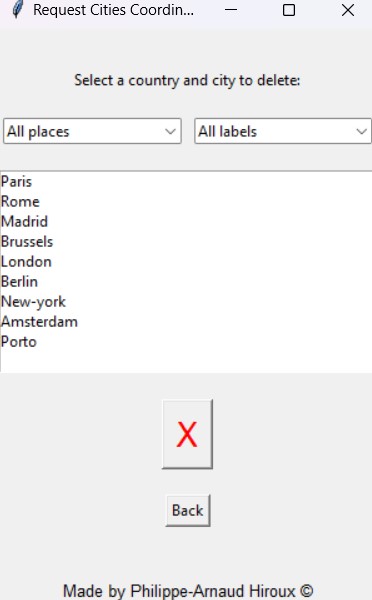 Request Cities Coordin...
Select a country and city to delete:
All places All labels
Paris
Rome
Madrid
Brussels
London
Berlin
New-york
Amsterdam
Porto
X
Back
Made by Philippe-Arnaud Hiroux ©